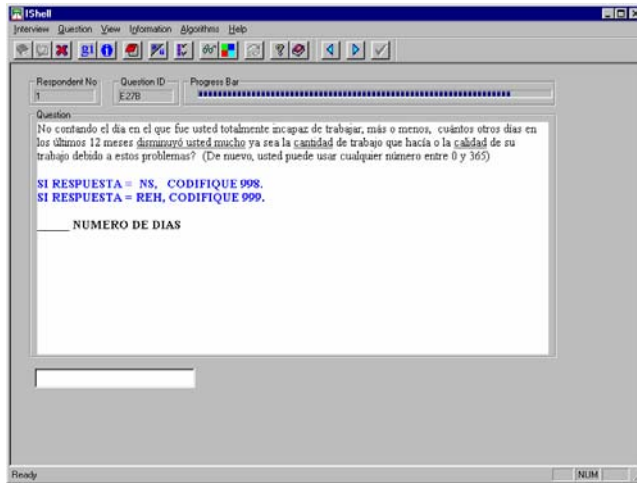 IShell
Interview Question View Information Algorithms Help
Respondent No
Question ID
Progress Bar
1
E27B
Question
No contando el día en el que fue usted totalmente incapaz de trabajar, más o menos, cuántos otros días en
los últimos 12 meses disminuyó usted mucho ya sea la cantidad de trabajo que hacía o la calidad de su
trabajo debido a estos problemas? (De nuevo, usted puede usar cualquier número entre 0 y 365)
SI RESPUESTA = NS, CODIFIQUE 998.
SI RESPUESTA = REH, CODIFIQUE 999.
_____ NUMERO DE DIAS
Ready
NUM